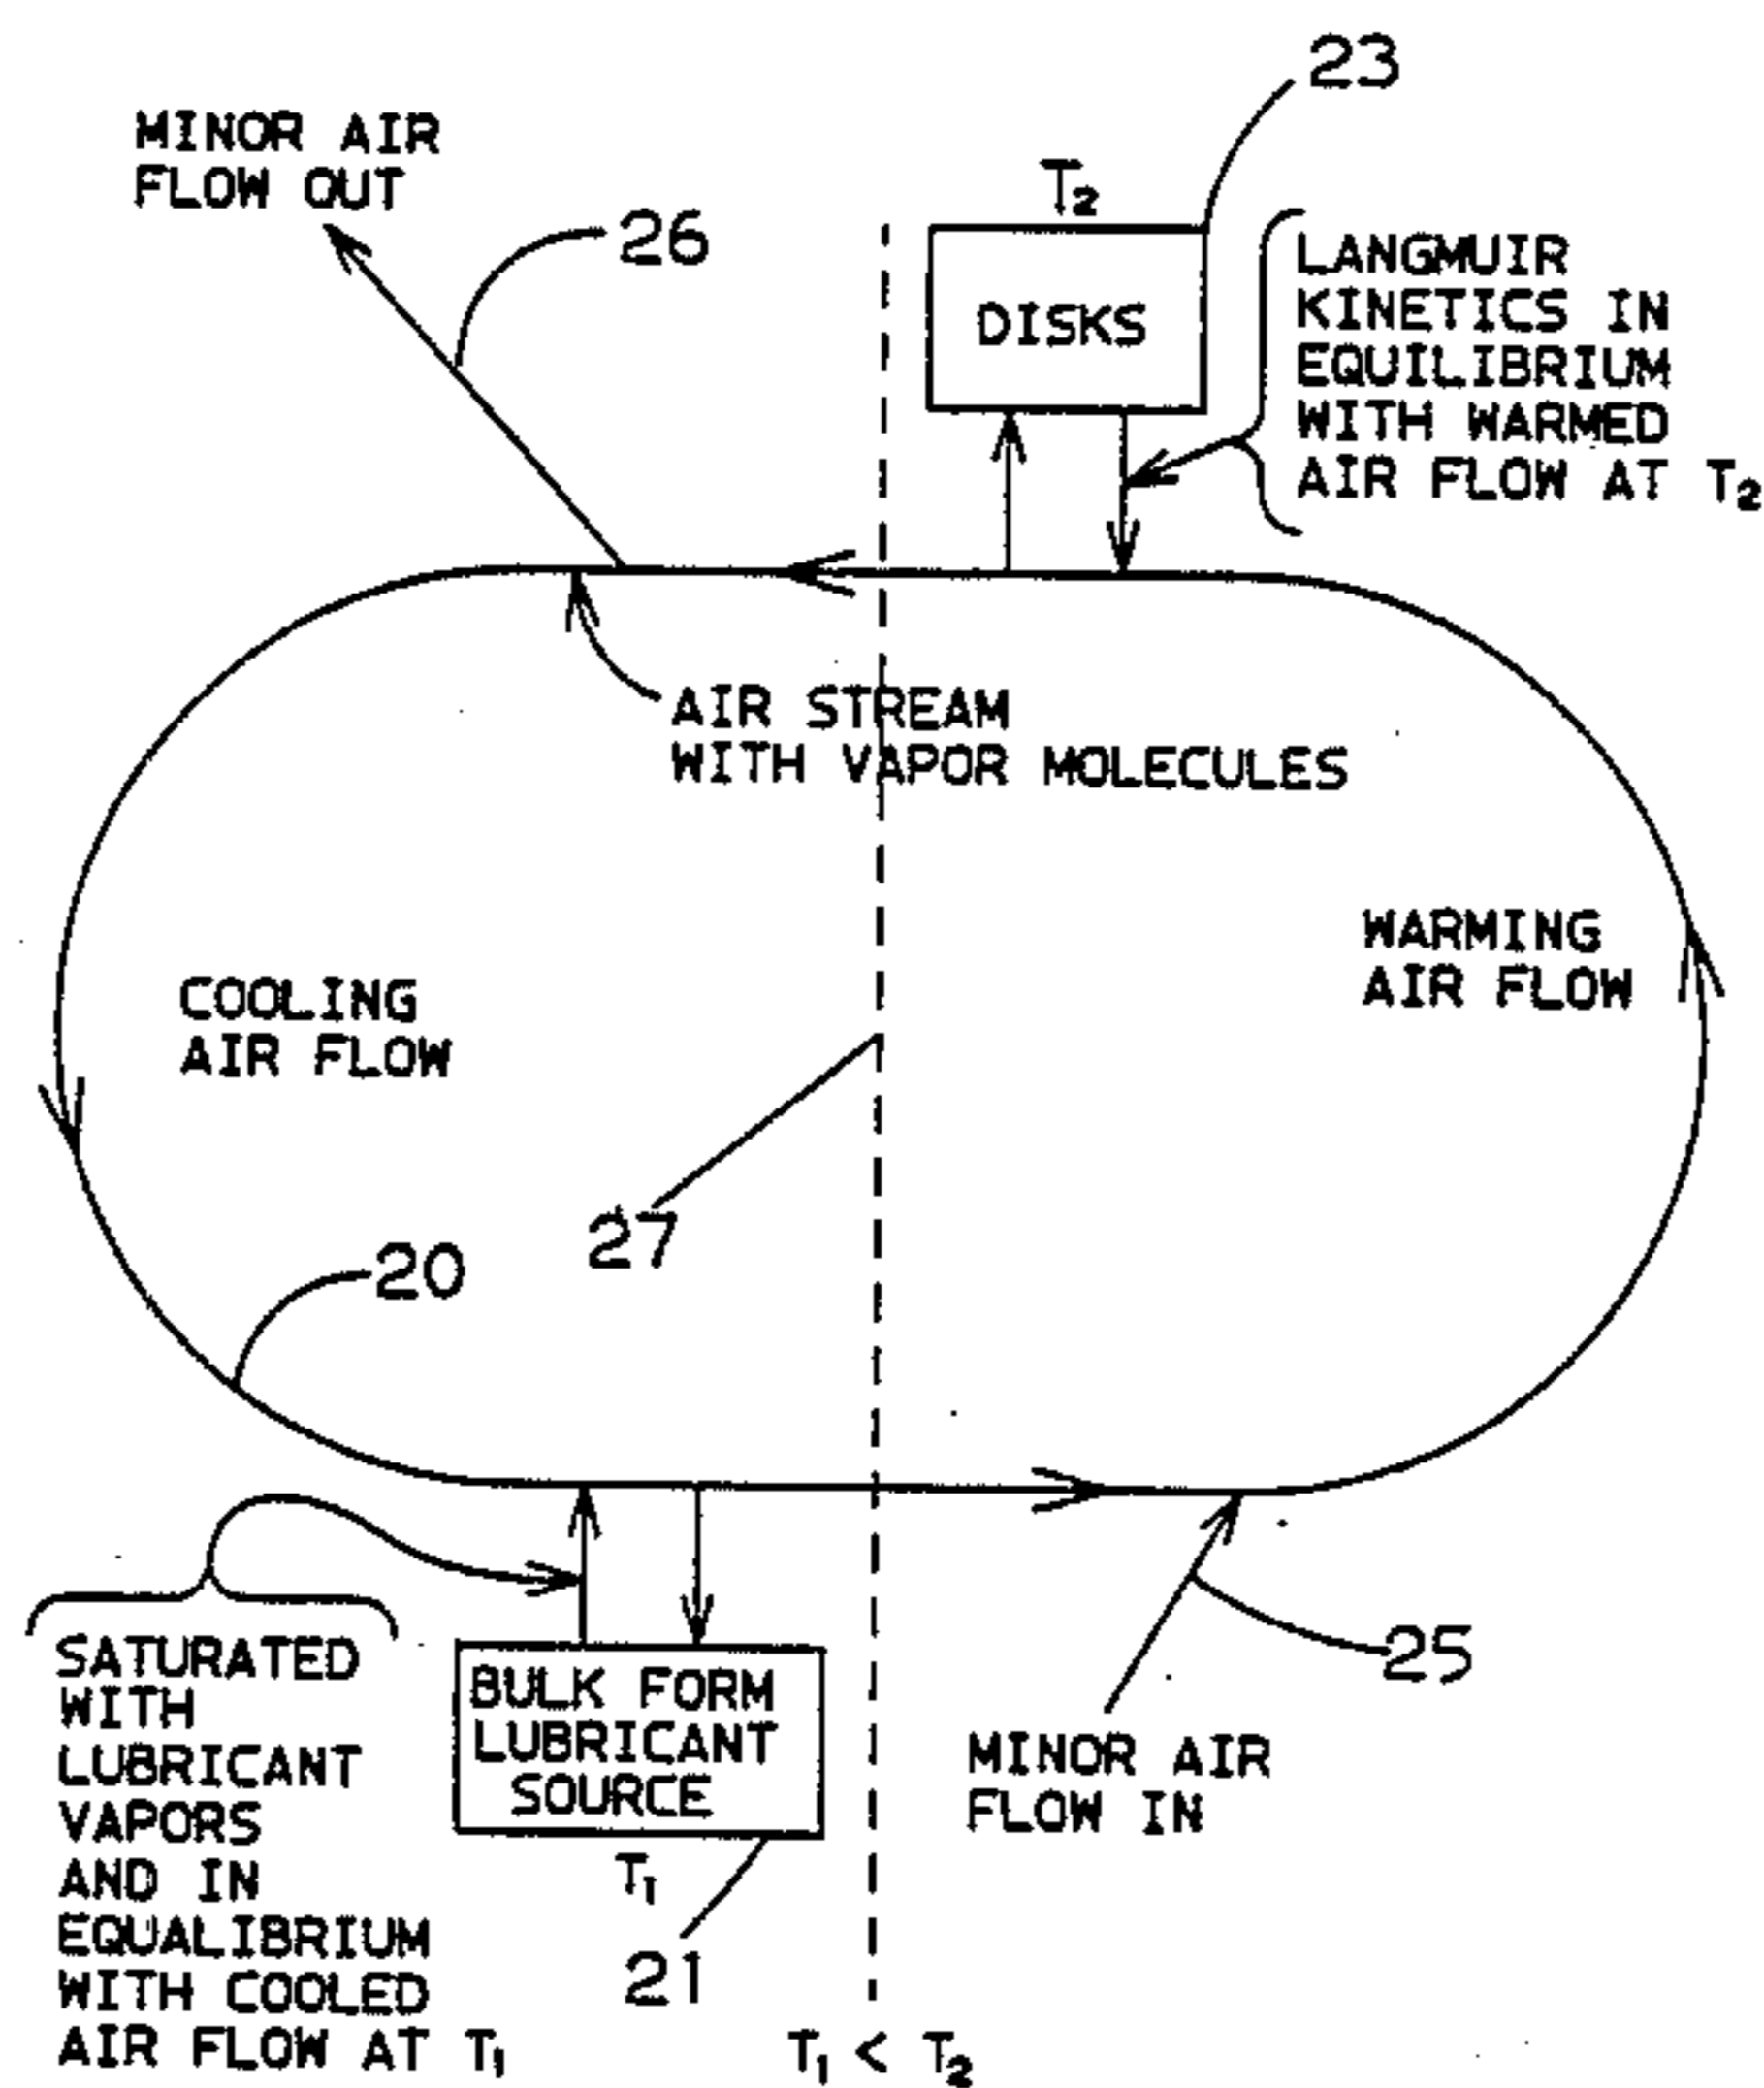 23
MINOR AIR
FLOW OUT
26
T₂
DISKS
LANGMUIR
KINETICS IN
EQUILIBRIUM
WITH WARMED
AIR FLOW AT T₂
AIR STREAM
WITH VAPOR MOLECULES
WARMING
AIR FLOW
COOLING
AIR FLOW
27
20
SATURATED
WITH
LUBRICANT
VAPORS
AND IN
EQUALIBRIUM
WITH COOLED
AIR FLOW AT T₁
BULK FORM
LUBRICANT
SOURCE
T₁
21
25
MINOR AIR
FLOW IN
T₁ < T₂